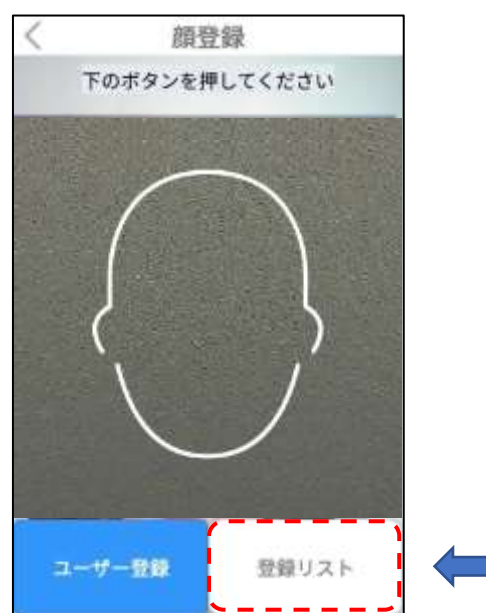 顔登録
下のボタンを押してください
ユーザー登録
登録リスト